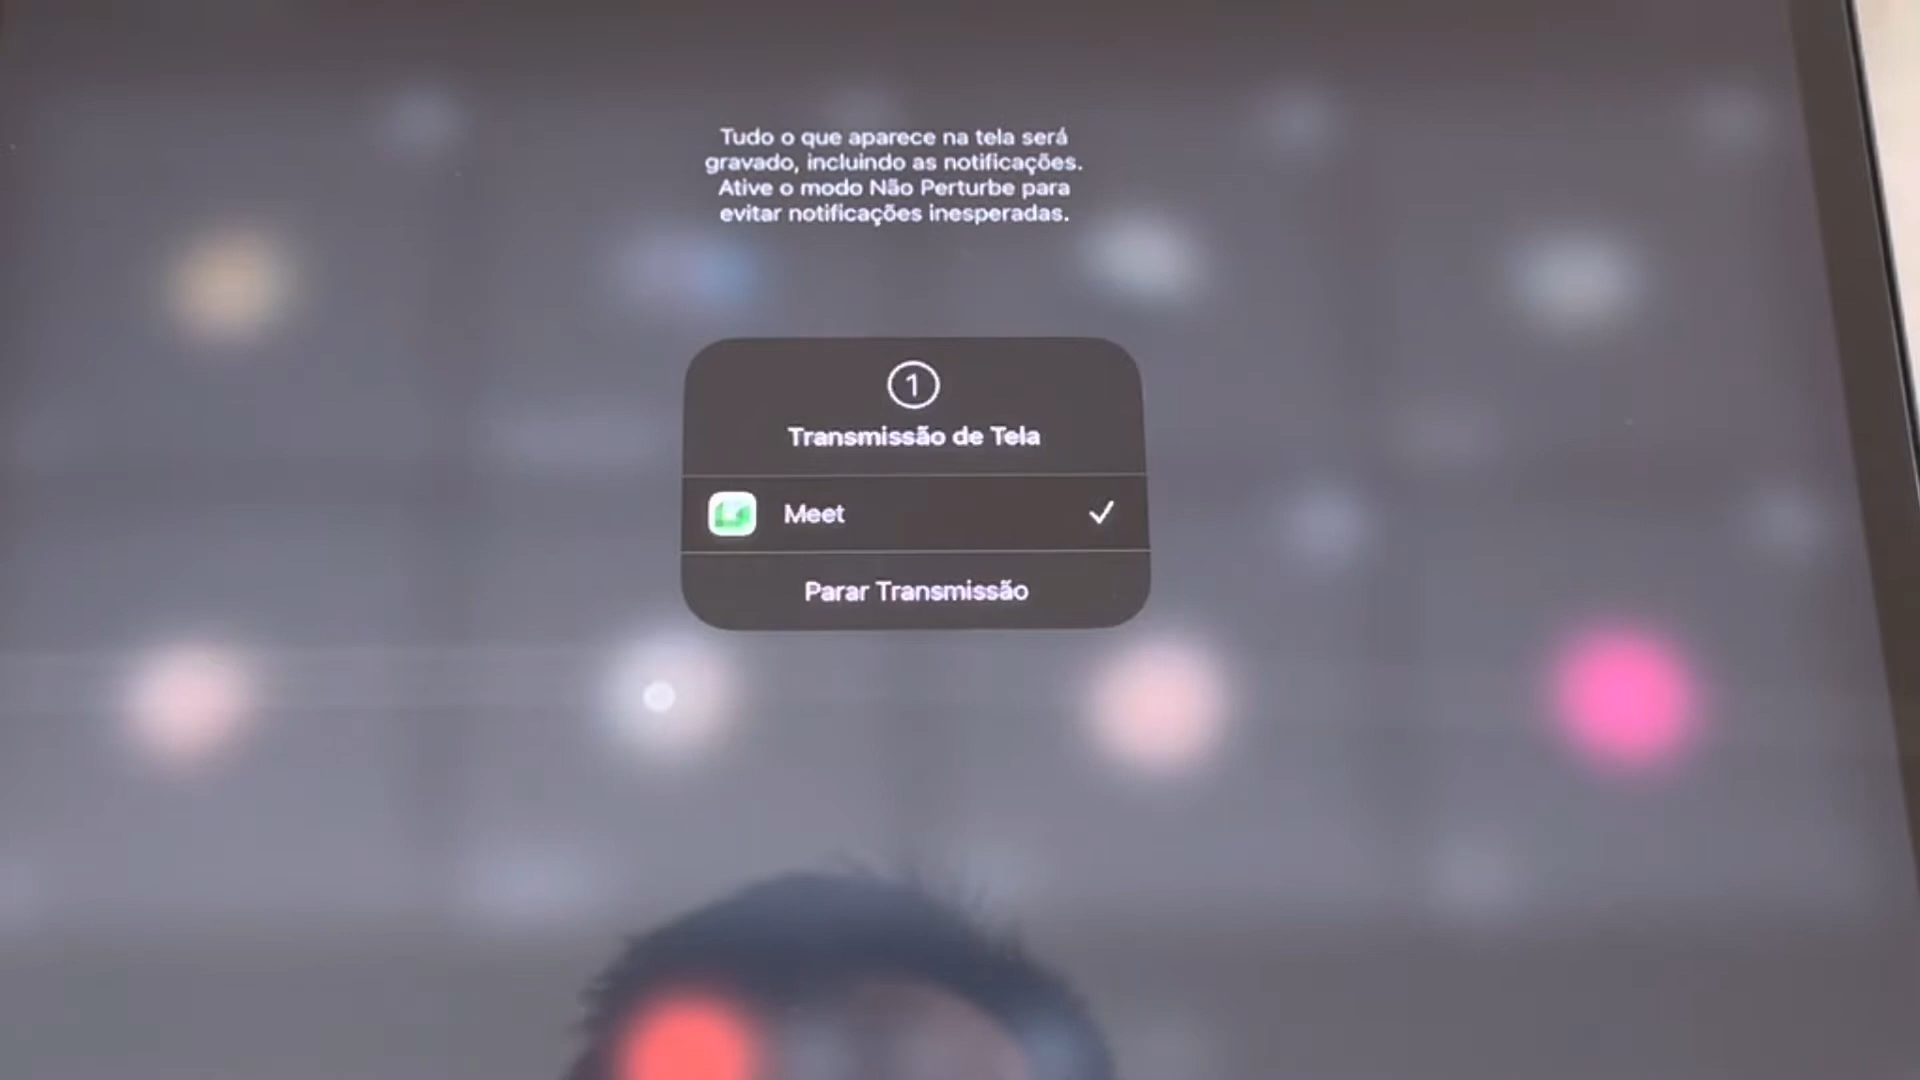 Tudo o que aparece na tela será
gravado, incluindo as notificações.
Ative o modo Não Perturbe para
evitar notificações inesperadas.
1
Transmissão de Tela
Meet
Parar Transmissão